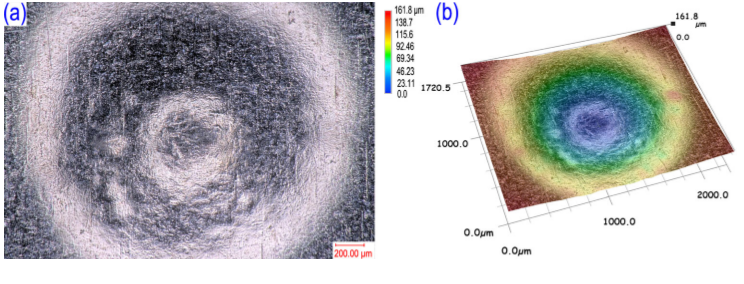 (a)
200.00 µm
161.8 µm
138.7
115.6
92.46
69.34
46.23
23.11
0.0
(b)
161.8
µm
0.0
1720.5
1000.0
0.0µm
0.0µm
1000.0
2000.0